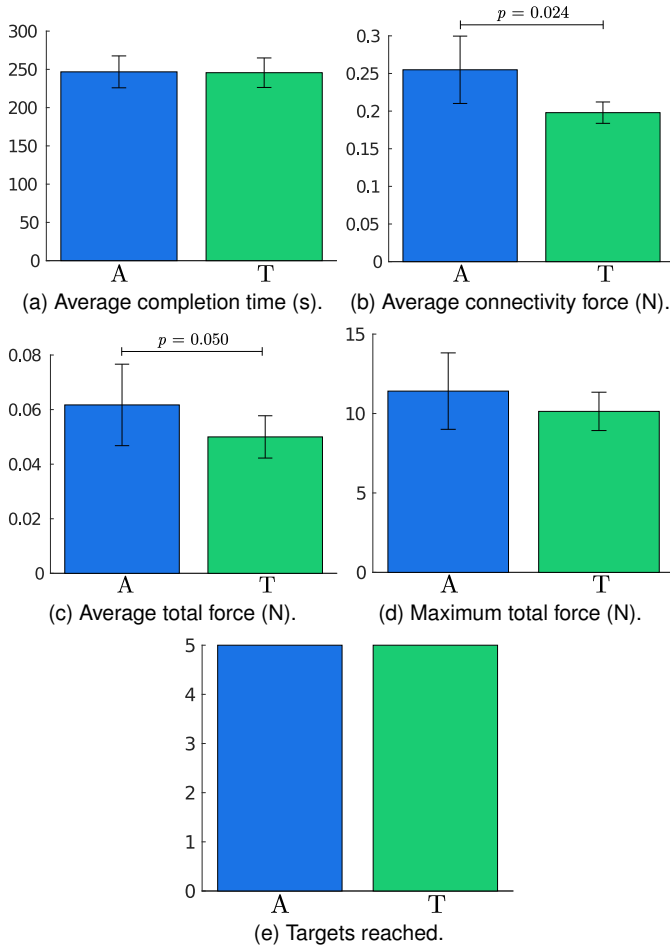 300
250
200
150
100
50
0
A T
(a) Average completion time (s).
p = 0.024
0.3
0.25
0.2
0.15
0.1
0.05
0
A T
(b) Average connectivity force (N).
p = 0.050
0.08
0.06
0.04
0.02
0
A T
(c) Average total force (N).
15
10
5
0
A T
(d) Maximum total force (N).
5
4
3
2
1
0
A T
(e) Targets reached.